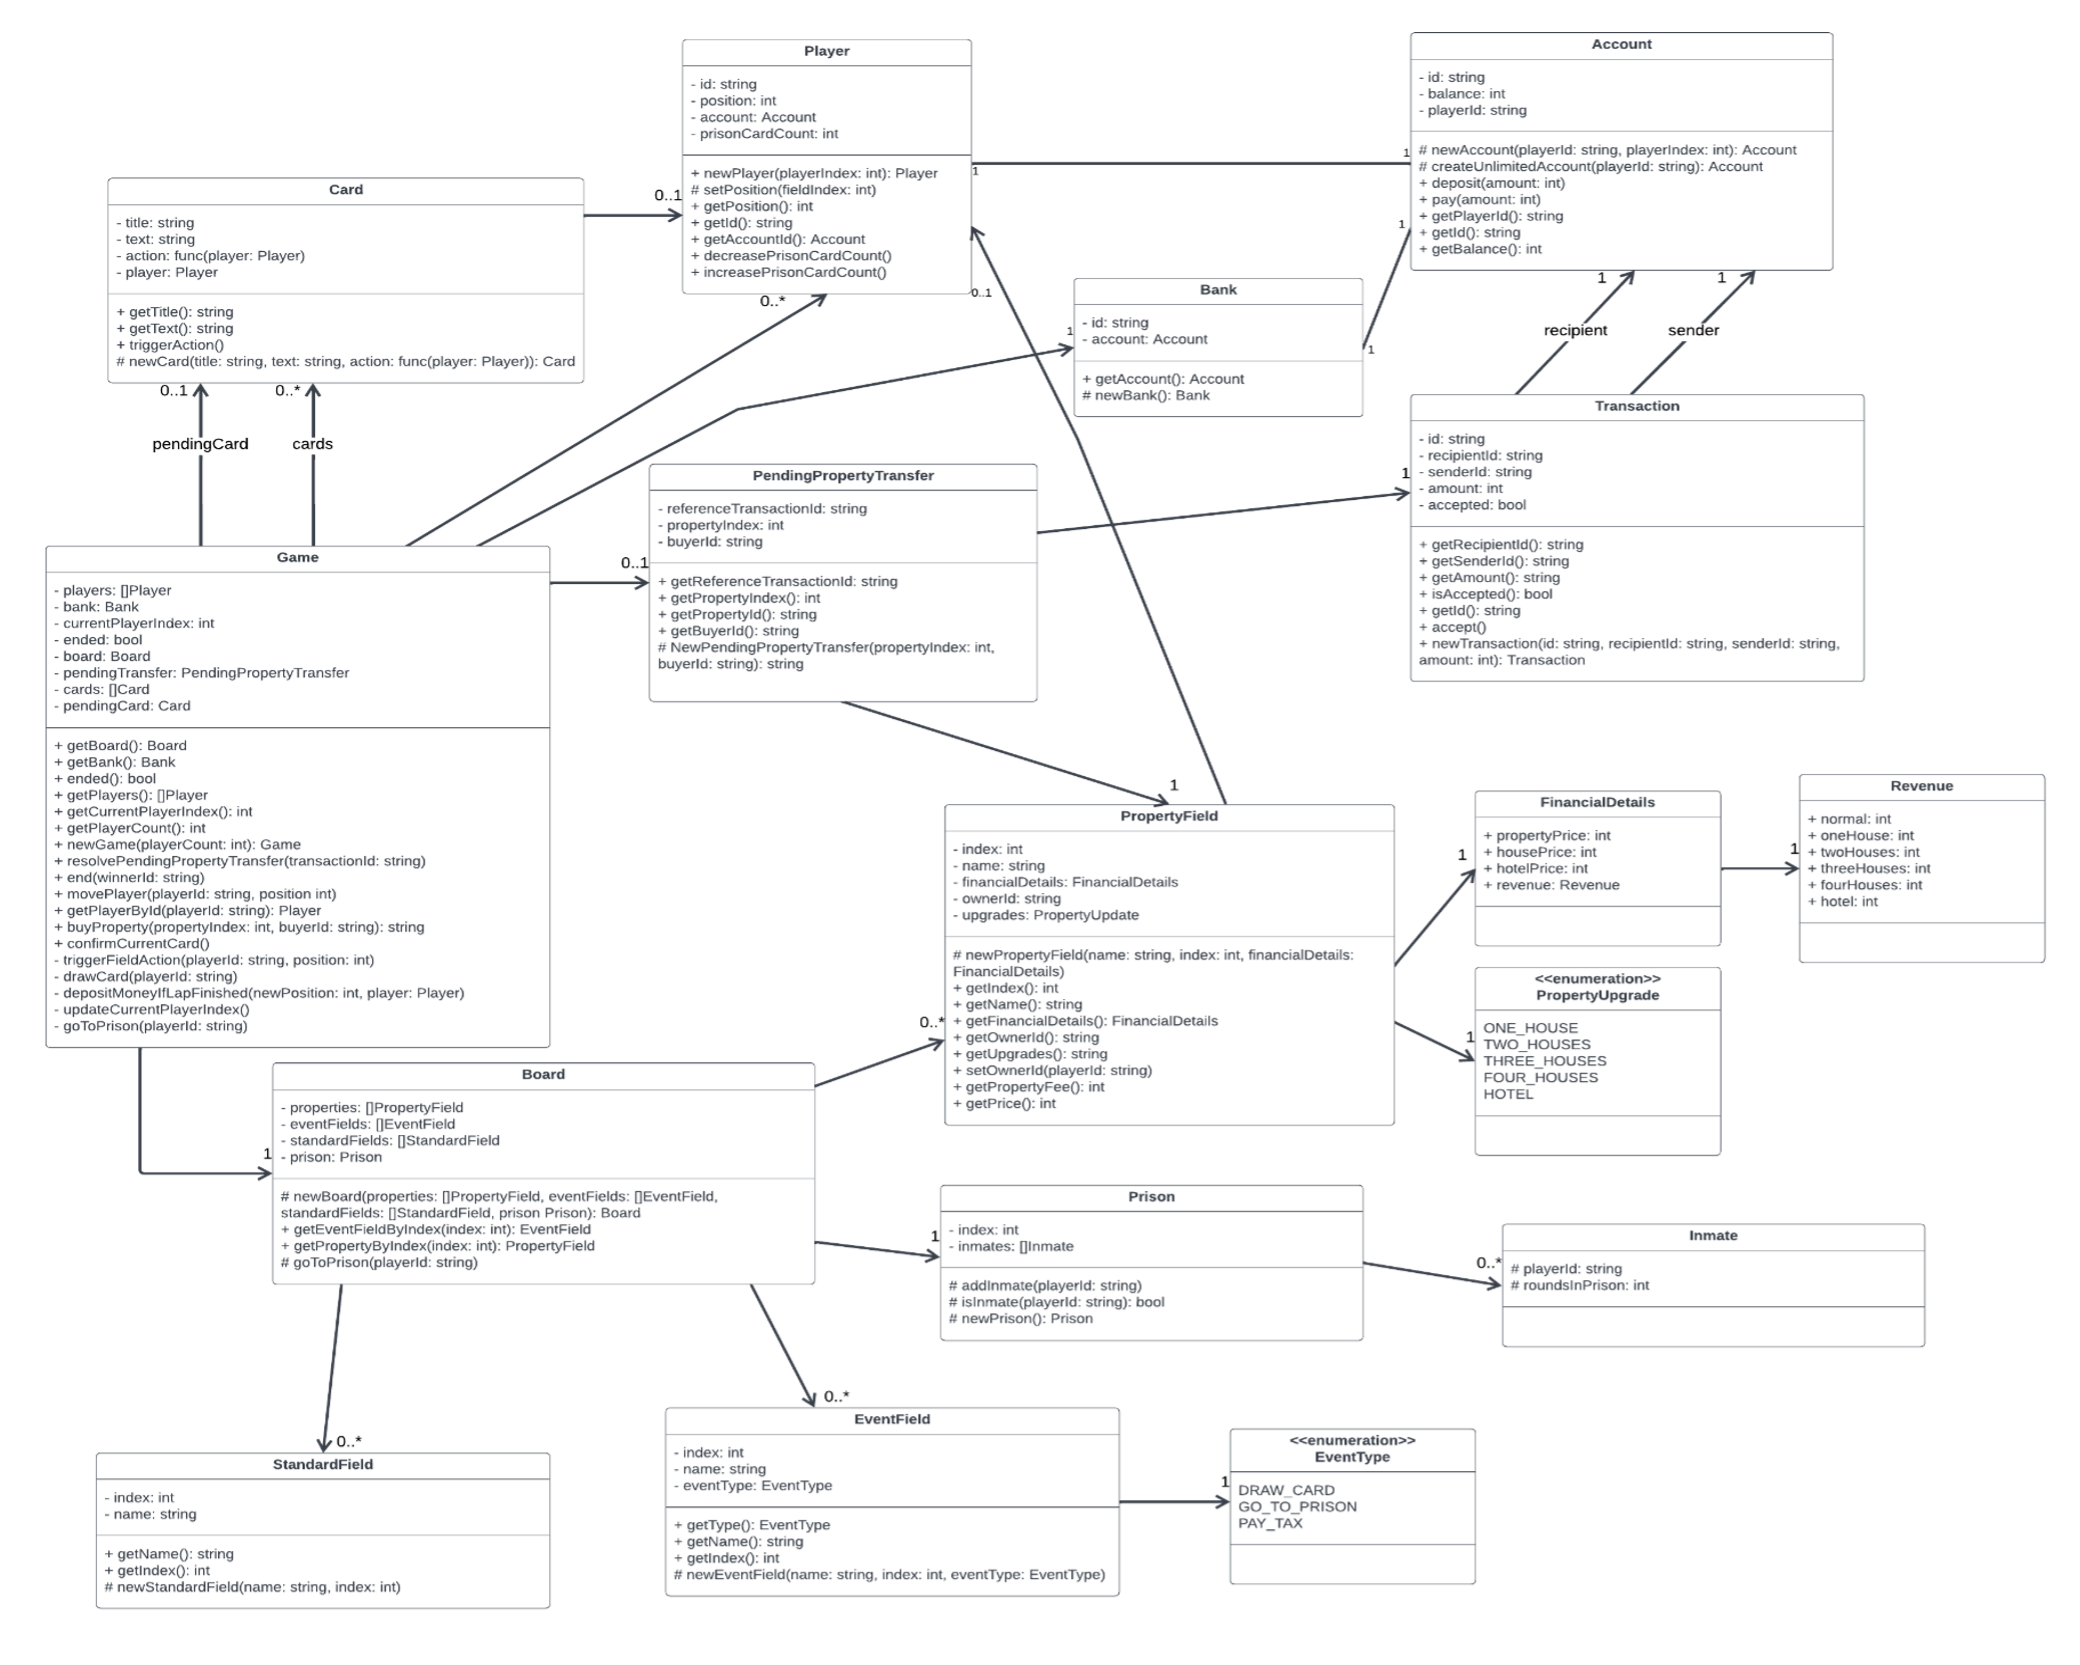 Player
- id: string
- position: int
- account: Account
- prisonCardCount: int
+ newPlayer(playerIndex: int): Player
# setPosition(fieldIndex: int)
+ getPosition(): int
+ getId(): string
+ getAccountId(): Account
+ decreasePrisonCardCount()
+ increasePrisonCardCount()
Account
- id: string
- balance: int
- playerId: string
# newAccount(playerId: string, playerIndex: int): Account
# createUnlimitedAccount(playerId: string): Account
+ deposit(amount: int)
+ pay(amount: int)
+ getPlayerId(): string
+ getId(): string
+ getBalance(): int
1
1
Card
- title: string
- text: string
- action: func(player: Player)
- player: Player
+ getTitle(): string
+ getText(): string
+ triggerAction()
# newCard(title: string, text: string, action: func(player: Player)): Card
0..1
0..1
0..*
1
1
Bank
- id: string
- account: Account
+ getAccount(): Account
# newBank(): Bank
1
1
1
recipient
sender
0..1
0..*
pendingCard
cards
Transaction
- id: string
- recipientId: string
- senderId: string
- amount: int
- accepted: bool
+ getRecipientId(): string
+ getSenderId(): string
+ getAmount(): string
+ isAccepted(): bool
+ getId(): string
+ accept()
+ newTransaction(id: string, recipientId: string, senderId: string,
amount: int): Transaction
1
PendingPropertyTransfer
- referenceTransactionId: string
- propertyIndex: int
- buyerId: string
+ getReferenceTransactionId: string
+ getPropertyIndex(): int
+ getPropertyId(): string
+ getBuyerId(): string
# NewPendingPropertyTransfer(propertyIndex: int,
buyerId: string): string
0..1
Game
- players: []Player
- bank: Bank
- currentPlayerIndex: int
- ended: bool
- board: Board
- pendingTransfer: PendingPropertyTransfer
- cards: []Card
- pendingCard: Card
+ getBoard(): Board
+ getBank(): Bank
+ ended(): bool
+ getPlayers(): []Player
+ getCurrentPlayerIndex(): int
+ getPlayerCount(): int
+ newGame(playerCount: int): Game
+ resolvePendingPropertyTransfer(transactionId: string)
+ end(winnerId: string)
+ movePlayer(playerId: string, position int)
+ getPlayerById(playerId: string): Player
+ buyProperty(propertyIndex: int, buyerId: string): string
+ confirmCurrentCard()
- triggerFieldAction(playerId: string, position: int)
- drawCard(playerId: string)
- depositMoneyIfLapFinished(newPosition: int, player: Player)
- updateCurrentPlayerIndex()
- goToPrison(playerId: string)
1
PropertyField
- index: int
- name: string
- financialDetails: FinancialDetails
- ownerId: string
- upgrades: PropertyUpdate
# newPropertyField(name: string, index: int, financialDetails:
FinancialDetails)
+ getIndex(): int
+ getName(): string
+ getFinancialDetails(): FinancialDetails
+ getOwnerId(): string
+ getUpgrades(): string
+ setOwnerId(playerId: string)
+ getPropertyFee(): int
+ getPrice(): int
0..*
1
FinancialDetails
+ propertyPrice: int
+ housePrice: int
+ hotelPrice: int
+ revenue: Revenue
1
Revenue
+ normal: int
+ oneHouse: int
+ twoHouses: int
+ threeHouses: int
+ fourHouses: int
+ hotel: int
1
<<enumeration>>
PropertyUpgrade
ONE_HOUSE
TWO_HOUSES
THREE_HOUSES
FOUR_HOUSES
HOTEL
1
Board
- properties: []PropertyField
- eventFields: []EventField
- standardFields: []StandardField
- prison: Prison
# newBoard(properties: []PropertyField, eventFields: []EventField,
standardFields: []StandardField, prison Prison): Board
+ getEventFieldByIndex(index: int): EventField
+ getPropertyByIndex(index: int): PropertyField
# goToPrison(playerId: string)
1
Prison
- index: int
- inmates: []Inmate
# addInmate(playerId: string)
# isInmate(playerId: string): bool
# newPrison(): Prison
0..*
Inmate
# playerId: string
# roundsInPrison: int
0..*
StandardField
- index: int
- name: string
+ getName(): string
+ getIndex(): int
# newStandardField(name: string, index: int)
0..*
EventField
- index: int
- name: string
- eventType: EventType
+ getType(): EventType
+ getName(): string
+ getIndex(): int
# newEventField(name: string, index: int, eventType: EventType)
1
<<enumeration>>
EventType
DRAW_CARD
GO_TO_PRISON
PAY_TAX